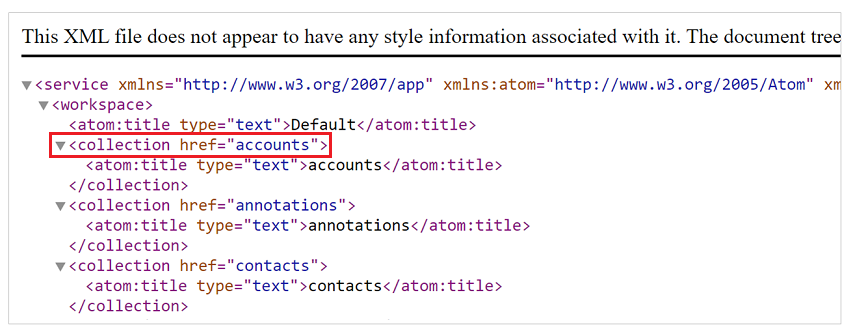 This XML file does not appear to have any style information associated with it. The document tree
▼<service xmlns="http://www.w3.org/2007/app" xmlns:atom="http://www.w3.org/2005/Atom" xm
▼<workspace>
<atom:title type="text">Default</atom:title>
▼<collection href="accounts">
<atom:title type="text">accounts</atom:title>
</collection>
▼<collection href="annotations">
<atom:title type="text">annotations</atom:title>
</collection>
▼<collection href="contacts">
<atom:title type="text">contacts</atom:title>
</collection>